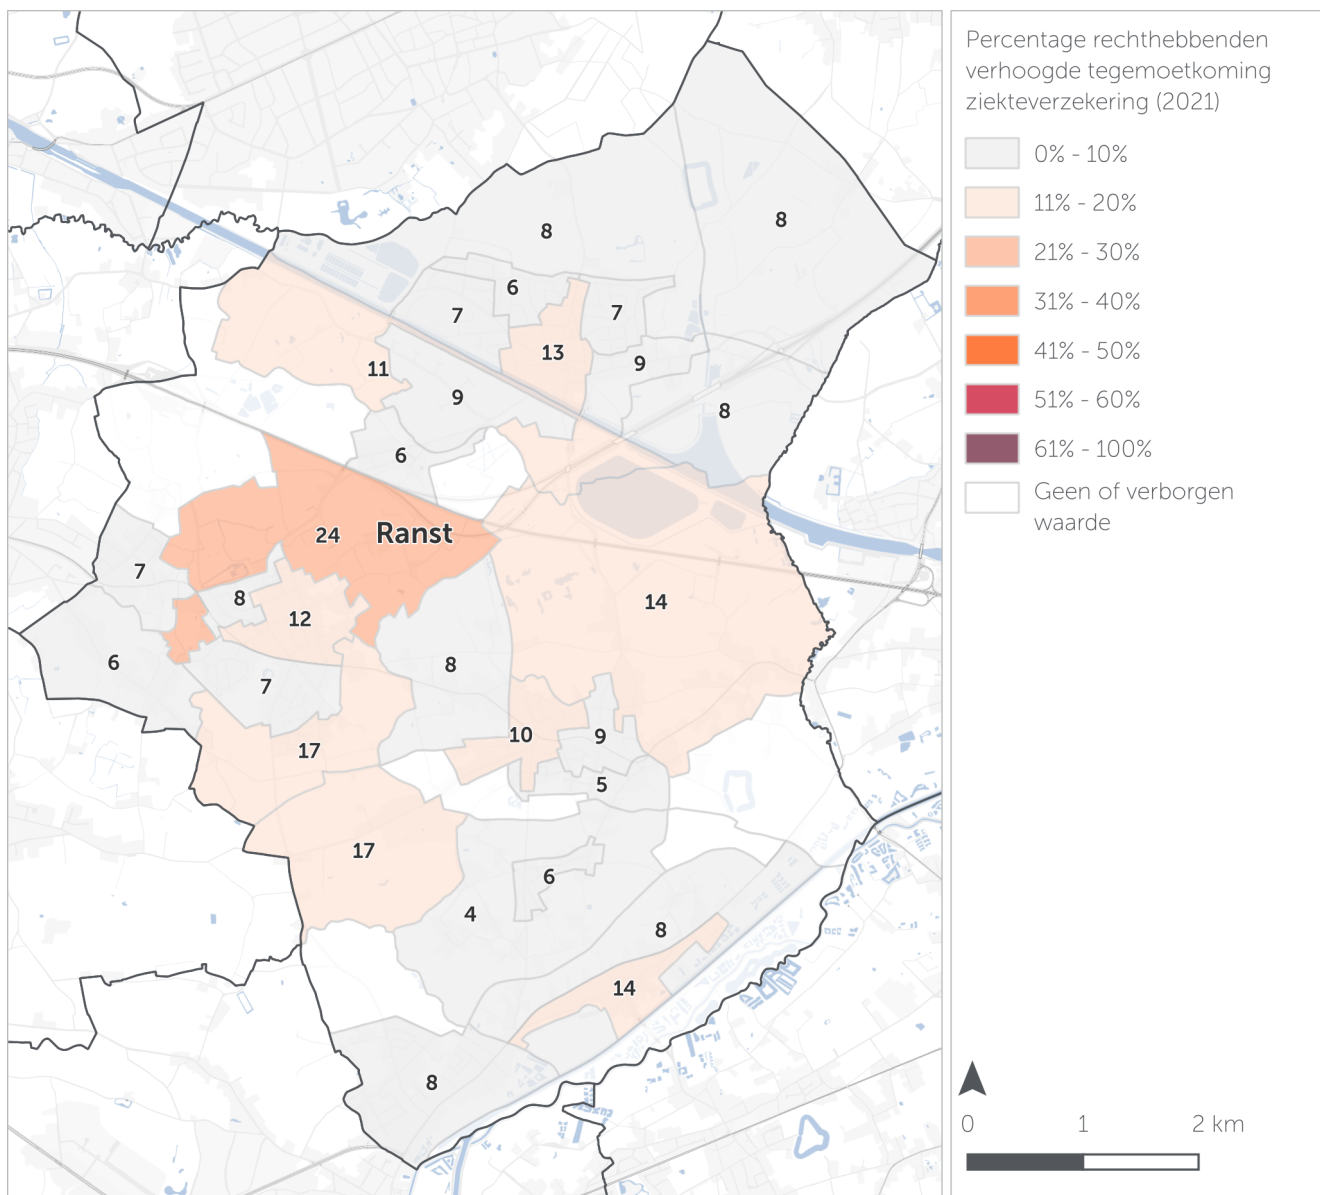 Percentage rechthebbenden
verhoogde tegemoetkoming
ziekteverzekering (2021)
0% - 10%
11% - 20%
21% - 30%
31% - 40%
41% - 50%
51% - 60%
61% - 100%
Geen of verborgen
waarde
8
8
6
7
7
13
9
11
9
8
6
24
Ranst
7
8
14
12
6
8
7
10
9
17
5
17
6
4
8
14
8
0 1 2 km